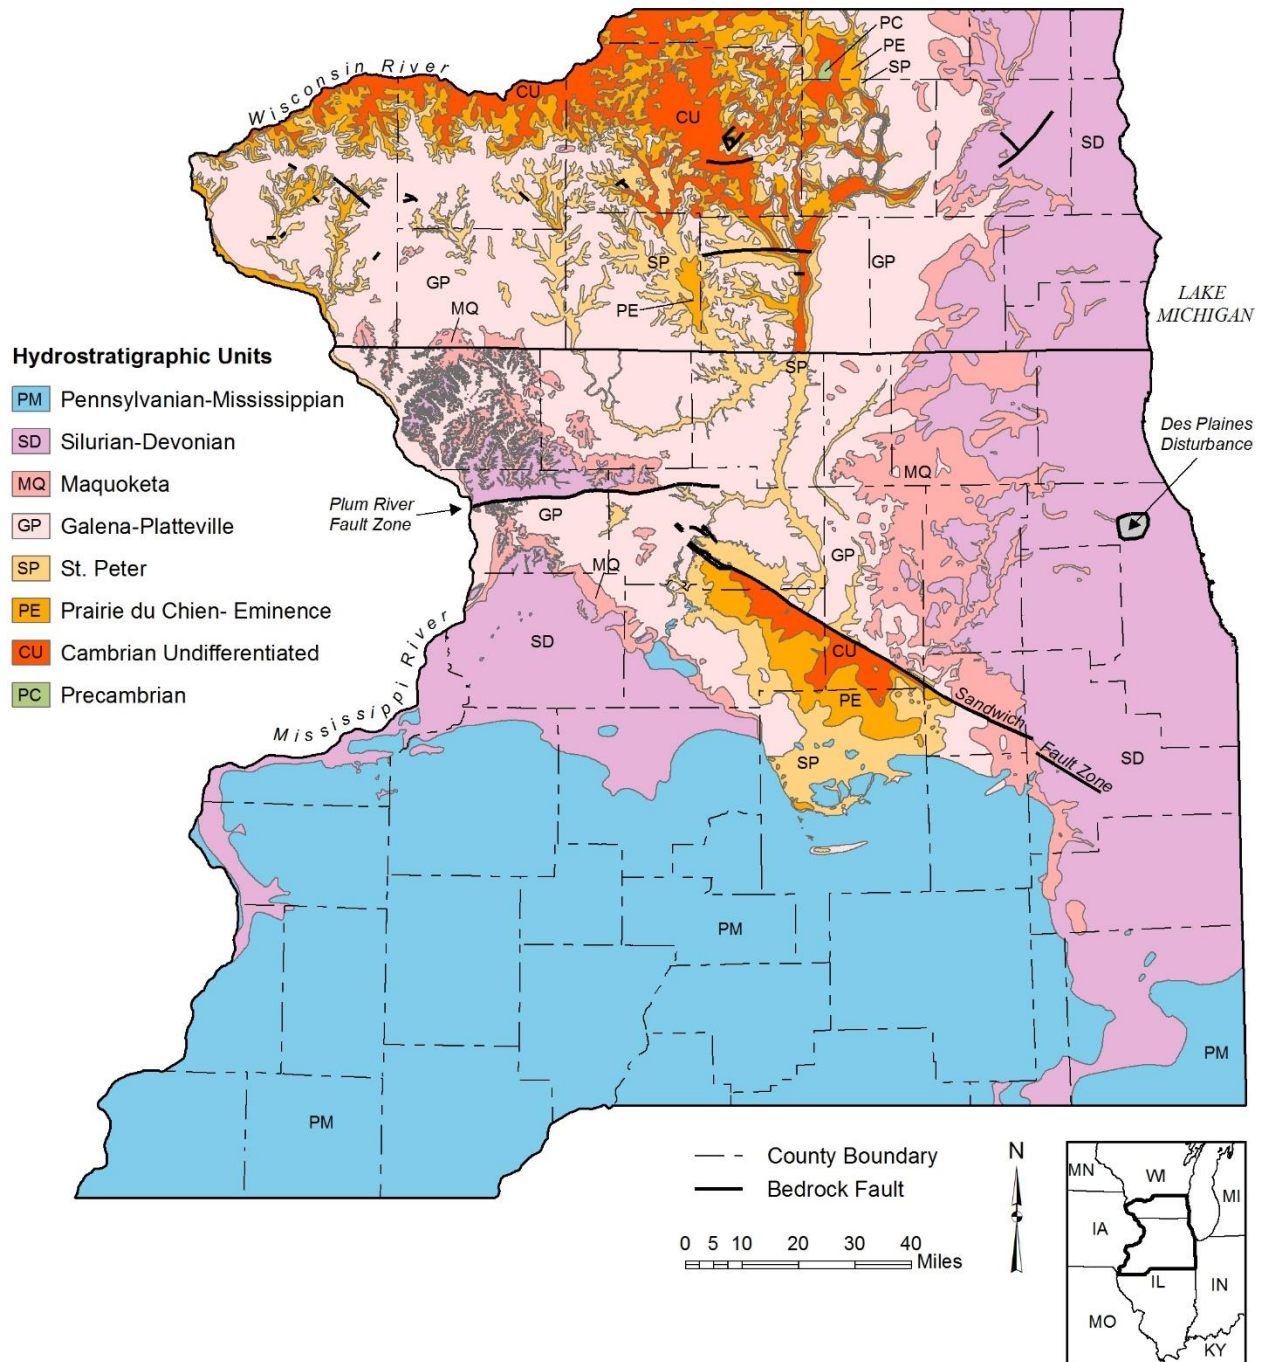 PC
PE
SP
Wisconsin River
CU
CU
SD
SP
GP
GP
PE
MQ
LAKE
MICHIGAN
Hydrostratigraphic Units
PM Pennsylvanian-Mississippian
SD Silurian-Devonian
MQ Maquoketa
GP Galena-Platteville
SP St. Peter
PE Prairie du Chien- Eminence
CU Cambrian Undifferentiated
PC Precambrian
SP
Des Plaines
Disturbance
MQ
Plum River
Fault Zone
GP
GP
MQ
SD
CU
PE
Sandwich
Fault Zone
Mississippi River
SP
SD
PM
PM
PM
County Boundary
Bedrock Fault
0 5 10 20 30 40
Miles
N
MN
WI
MI
IA
IL
IN
MO
KY